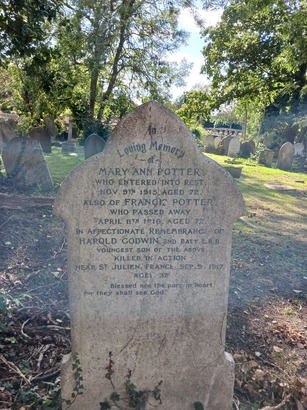 In
Loving Memory
of
MARY ANN POTTER
WHO ENTERED INTO REST
NOV. 9TH 1915, AGED 72.
ALSO OF FRANCIS POTTER
WHO PASSED AWAY
APRIL 11TH 1916, AGED 72.
IN AFFECTIONATE REMEMBRANCE OF
HAROLD GODWIN, 2ND BATT. L.R.B.
YOUNGEST SON OF THE ABOVE
KILLED IN ACTION
NEAR ST JULIEN, FRANCE, SEP. 9, 1917,
AGED 32
Blessed are the pure in heart
for they shall see God.